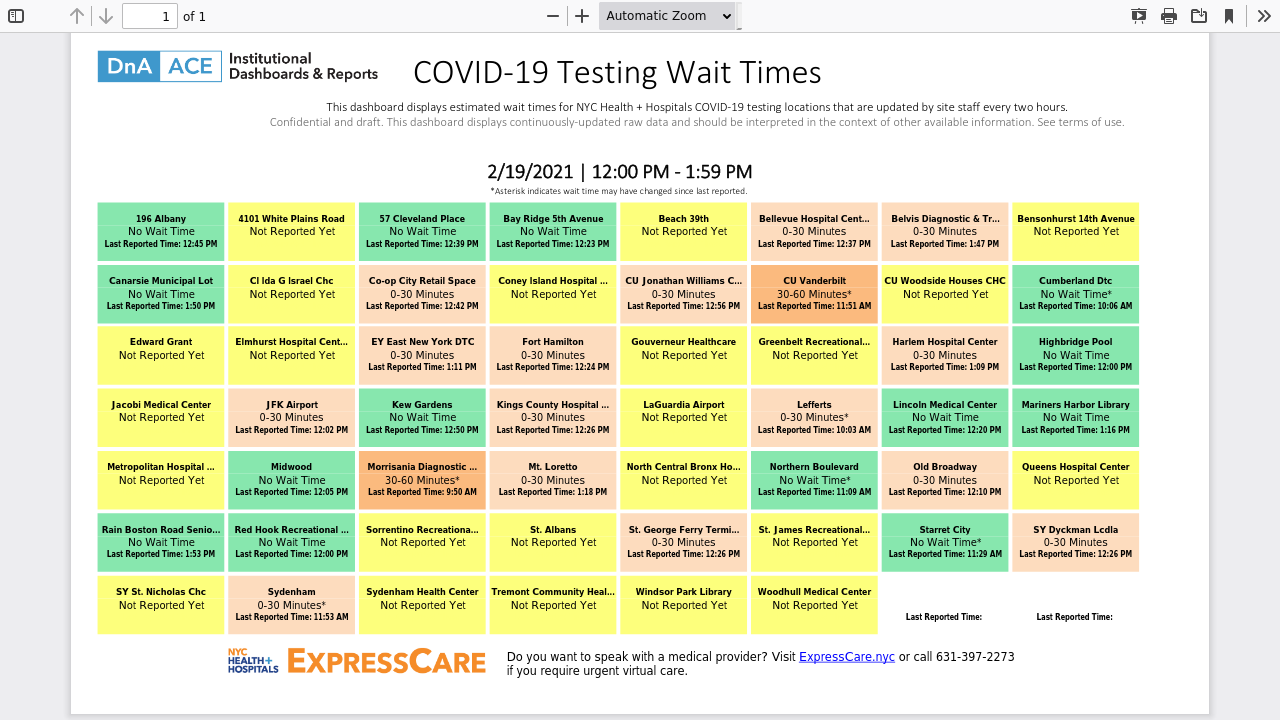 1 of 1
Automatic Zoom
DnA ACE Institutional Dashboards & Reports
COVID-19 Testing Wait Times
This dashboard displays estimated wait times for NYC Health + Hospitals COVID-19 testing locations that are updated by site staff every two hours.
Confidential and draft. This dashboard displays continuously-updated raw data and should be interpreted in the context of other available information. See terms of use.
2/19/2021 | 12:00 PM - 1:59 PM
*Asterisk indicates wait time may have changed since last reported.
196 Albany
No Wait Time
Last Reported Time: 12:45 PM
4101 White Plains Road
Not Reported Yet
57 Cleveland Place
No Wait Time
Last Reported Time: 12:39 PM
Bay Ridge 5th Avenue
No Wait Time
Last Reported Time: 12:23 PM
Beach 39th
Not Reported Yet
Bellevue Hospital Cent...
0-30 Minutes
Last Reported Time: 12:37 PM
Belvis Diagnostic & Tr...
0-30 Minutes
Last Reported Time: 1:47 PM
Bensonhurst 14th Avenue
Not Reported Yet
Canarsie Municipal Lot
No Wait Time
Last Reported Time: 1:50 PM
Cl Ida G Israel Chc
Not Reported Yet
Co-op City Retail Space
0-30 Minutes
Last Reported Time: 12:42 PM
Coney Island Hospital ...
Not Reported Yet
CU Jonathan Williams C...
0-30 Minutes
Last Reported Time: 12:56 PM
CU Vanderbilt
30-60 Minutes*
Last Reported Time: 11:51 AM
CU Woodside Houses CHC
Not Reported Yet
Cumberland Dtc
No Wait Time*
Last Reported Time: 10:06 AM
Edward Grant
Not Reported Yet
Elmhurst Hospital Cent...
Not Reported Yet
EY East New York DTC
0-30 Minutes
Last Reported Time: 1:11 PM
Fort Hamilton
0-30 Minutes
Last Reported Time: 12:24 PM
Gouverneur Healthcare
Not Reported Yet
Greenbelt Recreational...
Not Reported Yet
Harlem Hospital Center
0-30 Minutes
Last Reported Time: 1:09 PM
Highbridge Pool
No Wait Time
Last Reported Time: 12:00 PM
Jacobi Medical Center
Not Reported Yet
JFK Airport
0-30 Minutes
Last Reported Time: 12:02 PM
Kew Gardens
No Wait Time
Last Reported Time: 12:50 PM
Kings County Hospital ...
0-30 Minutes
Last Reported Time: 12:26 PM
LaGuardia Airport
Not Reported Yet
Lefferts
0-30 Minutes*
Last Reported Time: 10:03 AM
Lincoln Medical Center
No Wait Time
Last Reported Time: 12:20 PM
Mariners Harbor Library
No Wait Time
Last Reported Time: 1:16 PM
Metropolitan Hospital ...
Not Reported Yet
Midwood
No Wait Time
Last Reported Time: 12:05 PM
Morrisania Diagnostic ...
30-60 Minutes*
Last Reported Time: 9:50 AM
Mt. Loretto
0-30 Minutes
Last Reported Time: 1:18 PM
North Central Bronx Ho...
Not Reported Yet
Northern Boulevard
No Wait Time*
Last Reported Time: 11:09 AM
Old Broadway
0-30 Minutes
Last Reported Time: 12:10 PM
Queens Hospital Center
Not Reported Yet
Rain Boston Road Senio...
No Wait Time
Last Reported Time: 1:53 PM
Red Hook Recreational ...
No Wait Time
Last Reported Time: 12:00 PM
Sorrentino Recreationa...
Not Reported Yet
St. Albans
Not Reported Yet
St. George Ferry Termi...
0-30 Minutes
Last Reported Time: 12:26 PM
St. James Recreational...
Not Reported Yet
Starret City
No Wait Time*
Last Reported Time: 11:29 AM
SY Dyckman Lcdla
0-30 Minutes
Last Reported Time: 12:26 PM
SY St. Nicholas Chc
Not Reported Yet
Sydenham
0-30 Minutes*
Last Reported Time: 11:53 AM
Sydenham Health Center
Not Reported Yet
Tremont Community Heal...
Not Reported Yet
Windsor Park Library
Not Reported Yet
Woodhull Medical Center
Not Reported Yet
Last Reported Time:
Last Reported Time:
NYC HEALTH+ HOSPITALS
EXPRESSCARE
Do you want to speak with a medical provider? Visit ExpressCare.nyc or call 631-397-2273
if you require urgent virtual care.